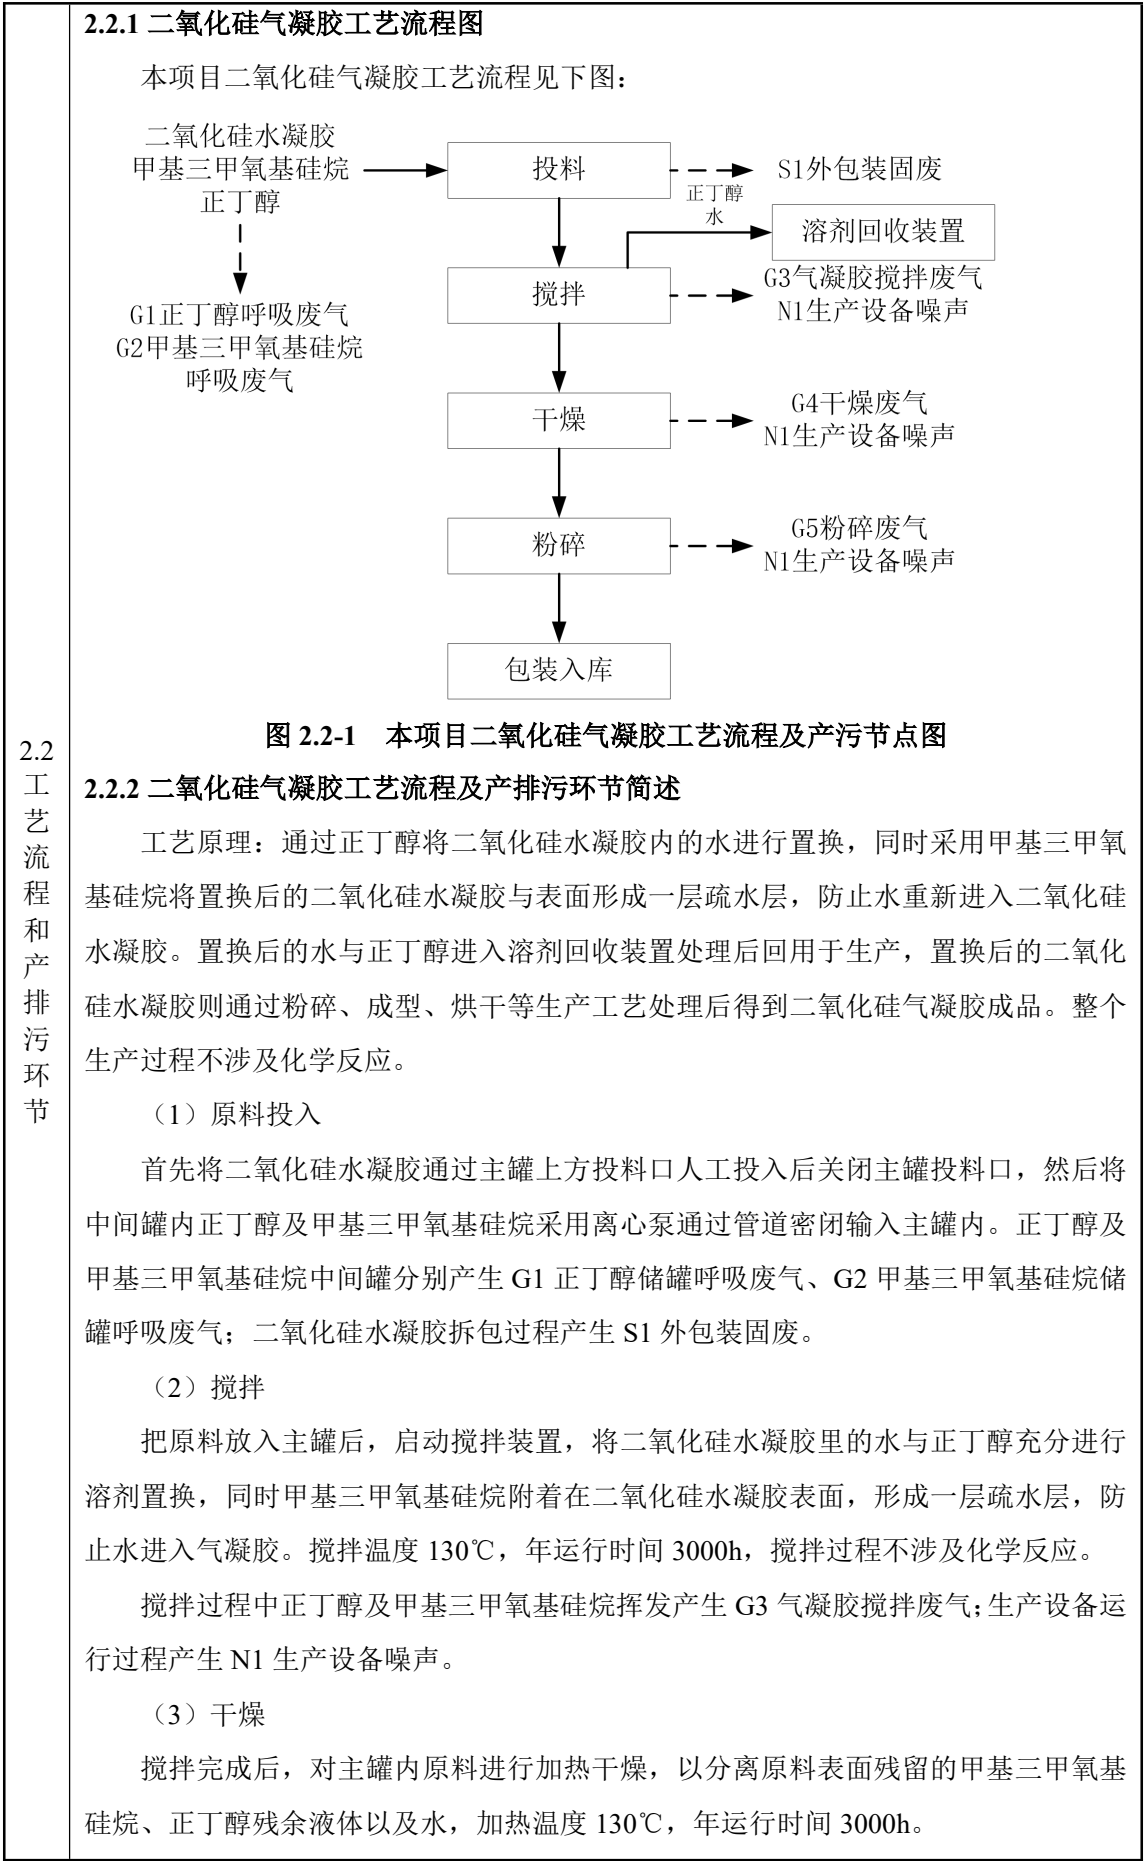 2.2.1 二氧化硅气凝胶工艺流程图
本项目二氧化硅气凝胶工艺流程见下图：
二氧化硅水凝胶
甲基三甲氧基硅烷
正丁醇
投料
S1外包装固废
正丁醇
水
溶剂回收装置
搅拌
G3气凝胶搅拌废气
N1生产设备噪声
G1正丁醇呼吸废气
G2甲基三甲氧基硅烷
呼吸废气
干燥
G4干燥废气
N1生产设备噪声
粉碎
G5粉碎废气
N1生产设备噪声
包装入库
图 2.2-1 本项目二氧化硅气凝胶工艺流程及产污节点图
2.2
工
艺
流
程
和
产
排
污
环
节
2.2.2 二氧化硅气凝胶工艺流程及产排污环节简述
工艺原理：通过正丁醇将二氧化硅水凝胶内的水进行置换，同时采用甲基三甲氧
基硅烷将置换后的二氧化硅水凝胶与表面形成一层疏水层，防止水重新进入二氧化硅
水凝胶。置换后的水与正丁醇进入溶剂回收装置处理后回用于生产，置换后的二氧化
硅水凝胶则通过粉碎、成型、烘干等生产工艺处理后得到二氧化硅气凝胶成品。整个
生产过程不涉及化学反应。
（1）原料投入
首先将二氧化硅水凝胶通过主罐上方投料口人工投入后关闭主罐投料口，然后将
中间罐内正丁醇及甲基三甲氧基硅烷采用离心泵通过管道密闭输入主罐内。正丁醇及
甲基三甲氧基硅烷中间罐分别产生 G1 正丁醇储罐呼吸废气、G2 甲基三甲氧基硅烷储
罐呼吸废气；二氧化硅水凝胶拆包过程产生 S1 外包装固废。
（2）搅拌
把原料放入主罐后，启动搅拌装置，将二氧化硅水凝胶里的水与正丁醇充分进行
溶剂置换，同时甲基三甲氧基硅烷附着在二氧化硅水凝胶表面，形成一层疏水层，防
止水进入气凝胶。搅拌温度 130℃，年运行时间 3000h，搅拌过程不涉及化学反应。
搅拌过程中正丁醇及甲基三甲氧基硅烷挥发产生 G3 气凝胶搅拌废气；生产设备运
行过程产生 N1 生产设备噪声。
（3）干燥
搅拌完成后，对主罐内原料进行加热干燥，以分离原料表面残留的甲基三甲氧基
硅烷、正丁醇残余液体以及水，加热温度 130℃，年运行时间 3000h。